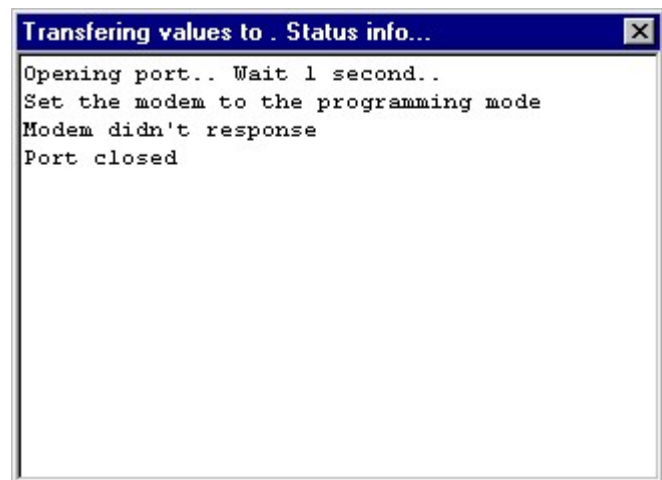 Transfering values to . Status info...
Opening port.. Wait 1 second..
Set the modem to the programming mode
Modem didn't response
Port closed